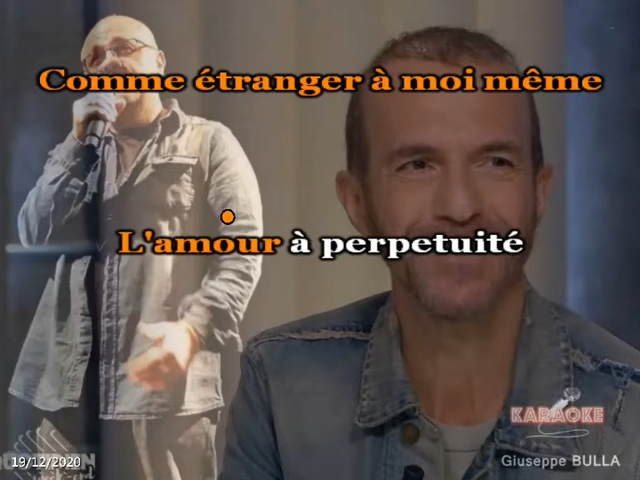 Comme étranger à moi même
L'amour à perpetuité
KARAOKE
19/12/2020
Giuseppe BULLA